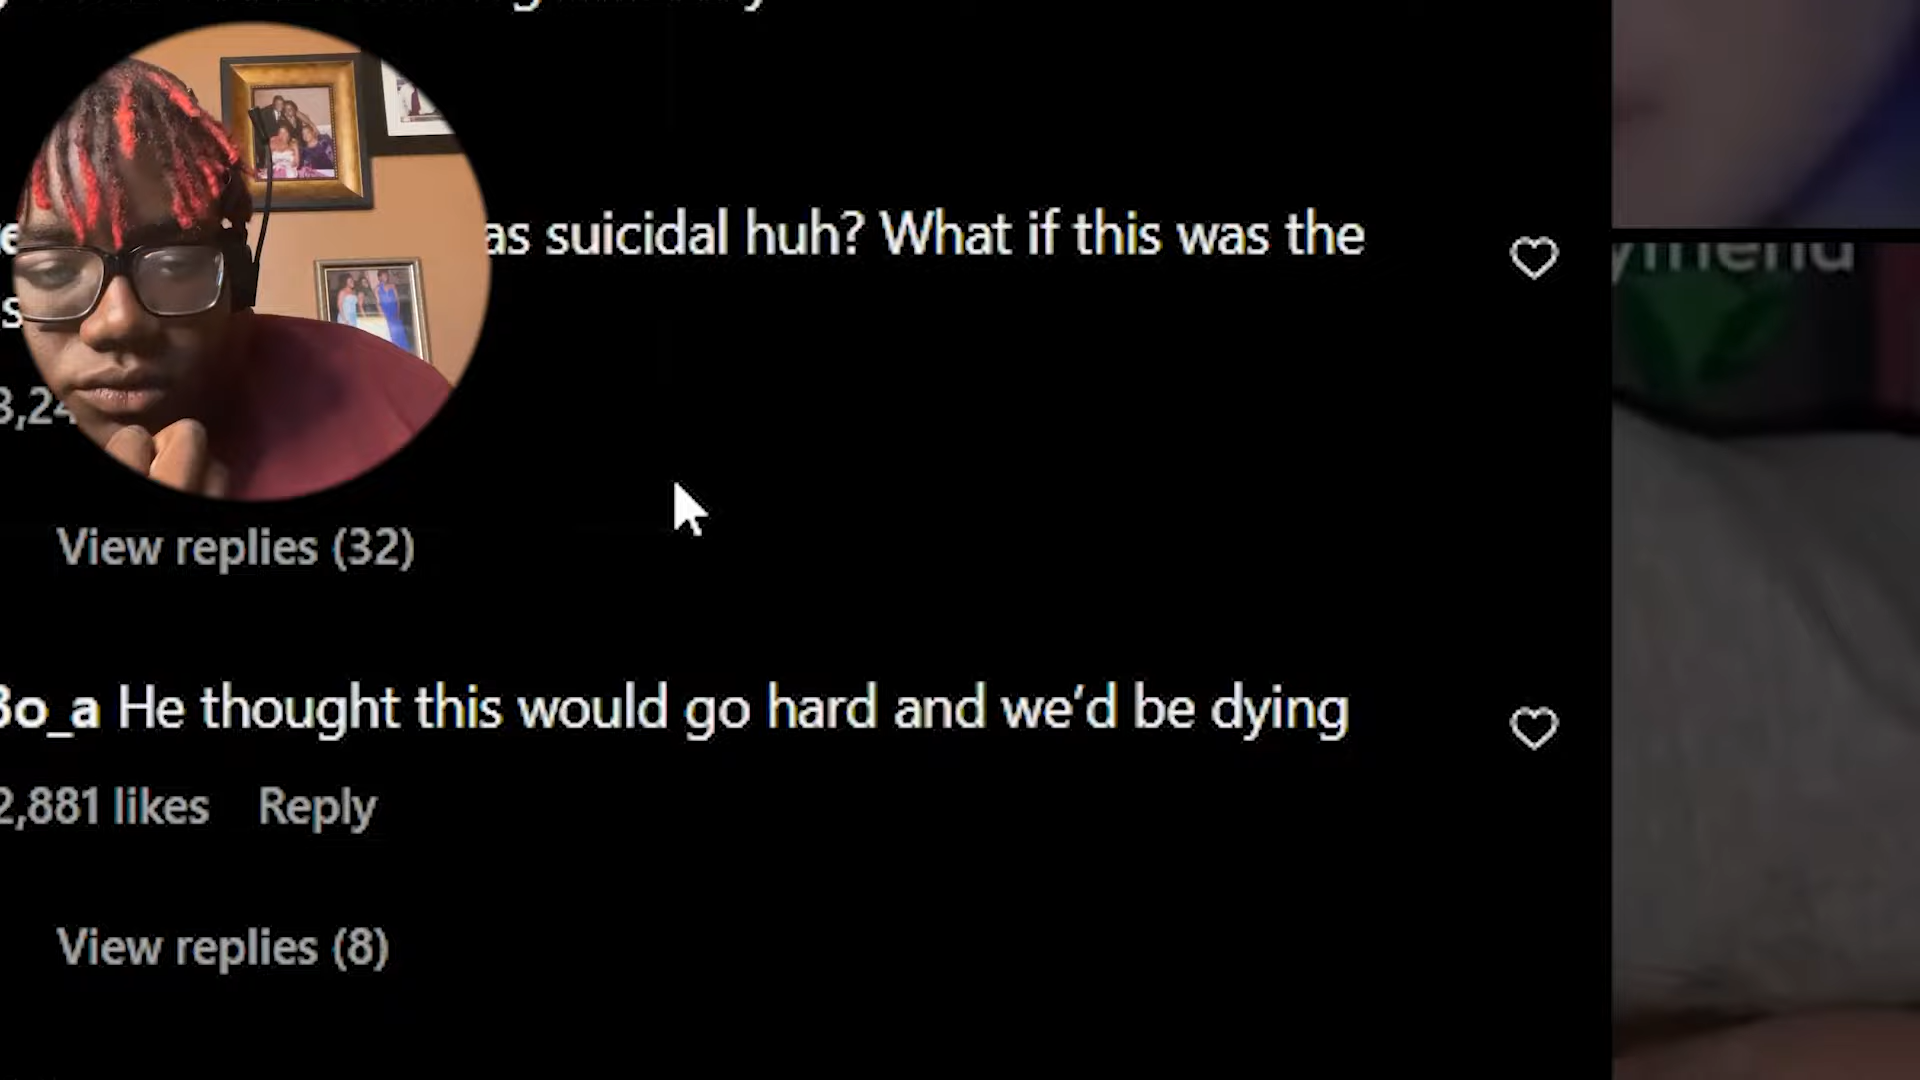 as suicidal huh? What if this was the
View replies (32)
Bo_a He thought this would go hard and we'd be dying
2,881 likes Reply
View replies (8)